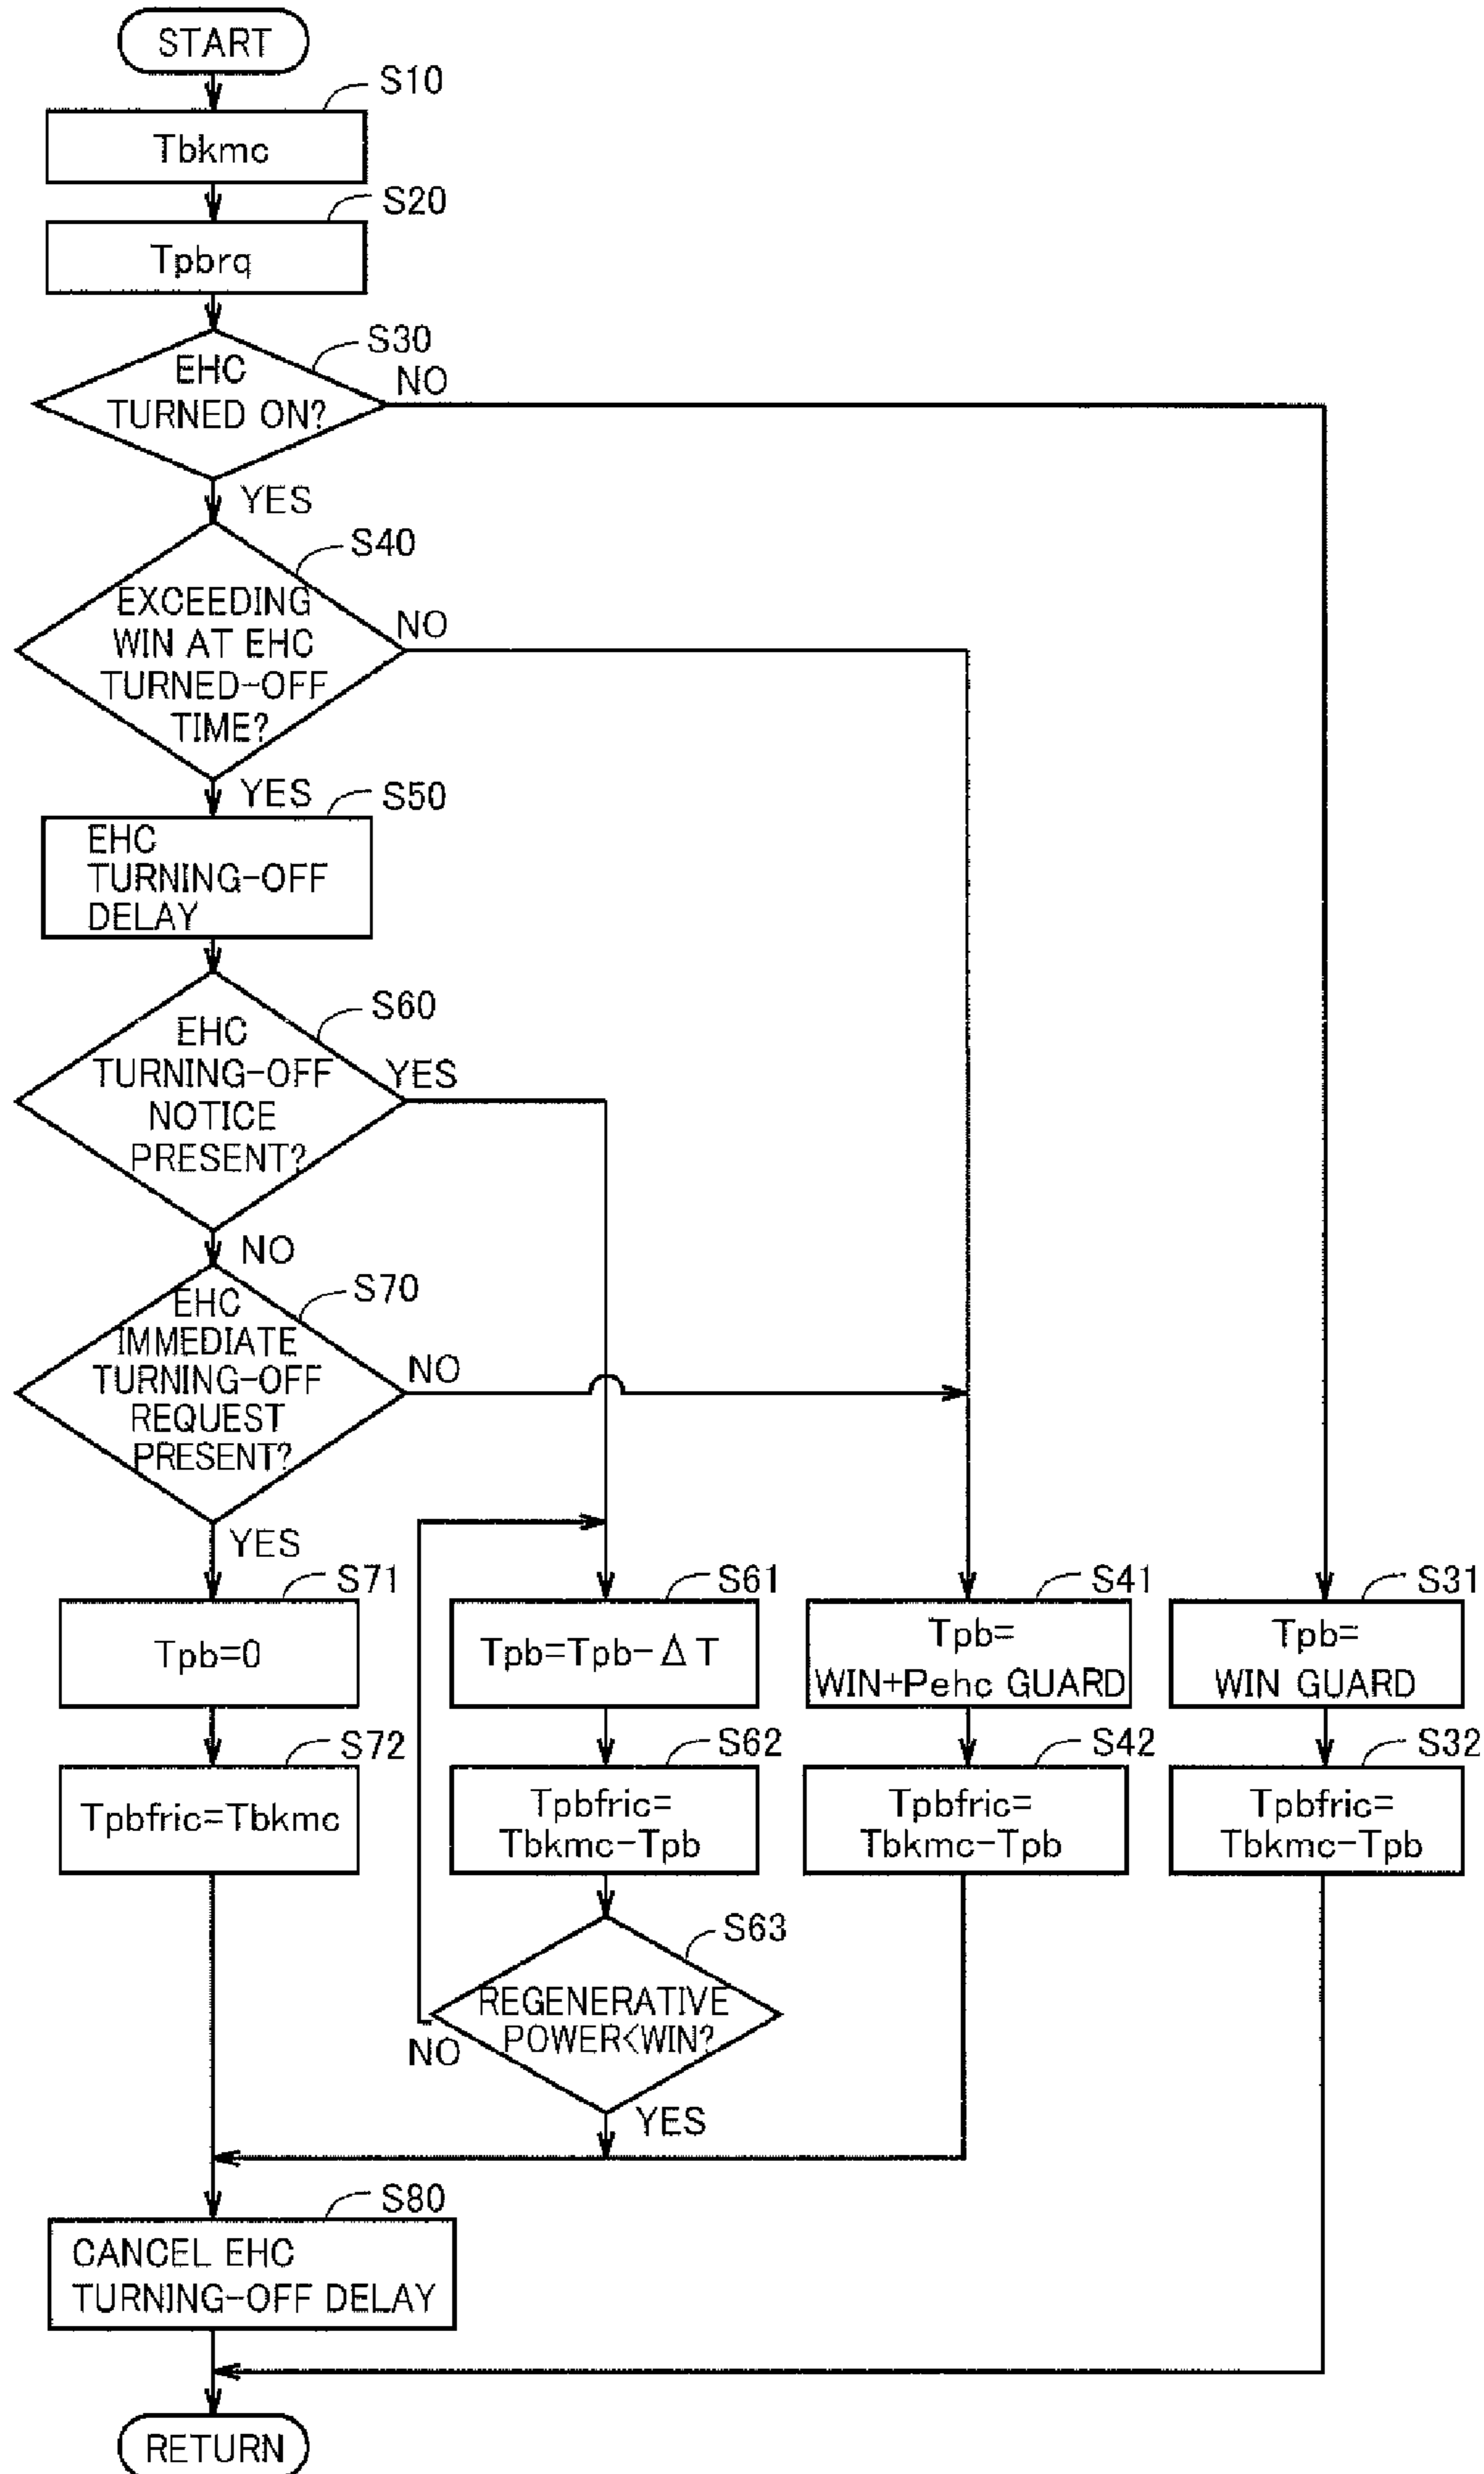 START
S10
Tbkmc
S20
Tpbrq
S30
EHC
TURNED ON?
NO
YES
S40
EXCEEDING
WIN AT EHC
TURNED-OFF
TIME?
NO
YES
S50
EHC
TURNING-OFF
DELAY
S60
EHC
TURNING-OFF
NOTICE
PRESENT?
YES
NO
S70
EHC
IMMEDIATE
TURNING-OFF
REQUEST
PRESENT?
NO
YES
S71
Tpb=0
S72
Tpbfric=Tbkmc
S61
Tpb=Tpb-ΔT
S62
Tpbfric=
Tbkmc-Tpb
S63
REGENERATIVE
POWER<WIN?
NO
YES
S41
Tpb=
WIN+Pehc GUARD
S42
Tpbfric=
Tbkmc-Tpb
S31
Tpb=
WIN GUARD
S32
Tpbfric=
Tbkmc-Tpb
S80
CANCEL EHC
TURNING-OFF DELAY
RETURN